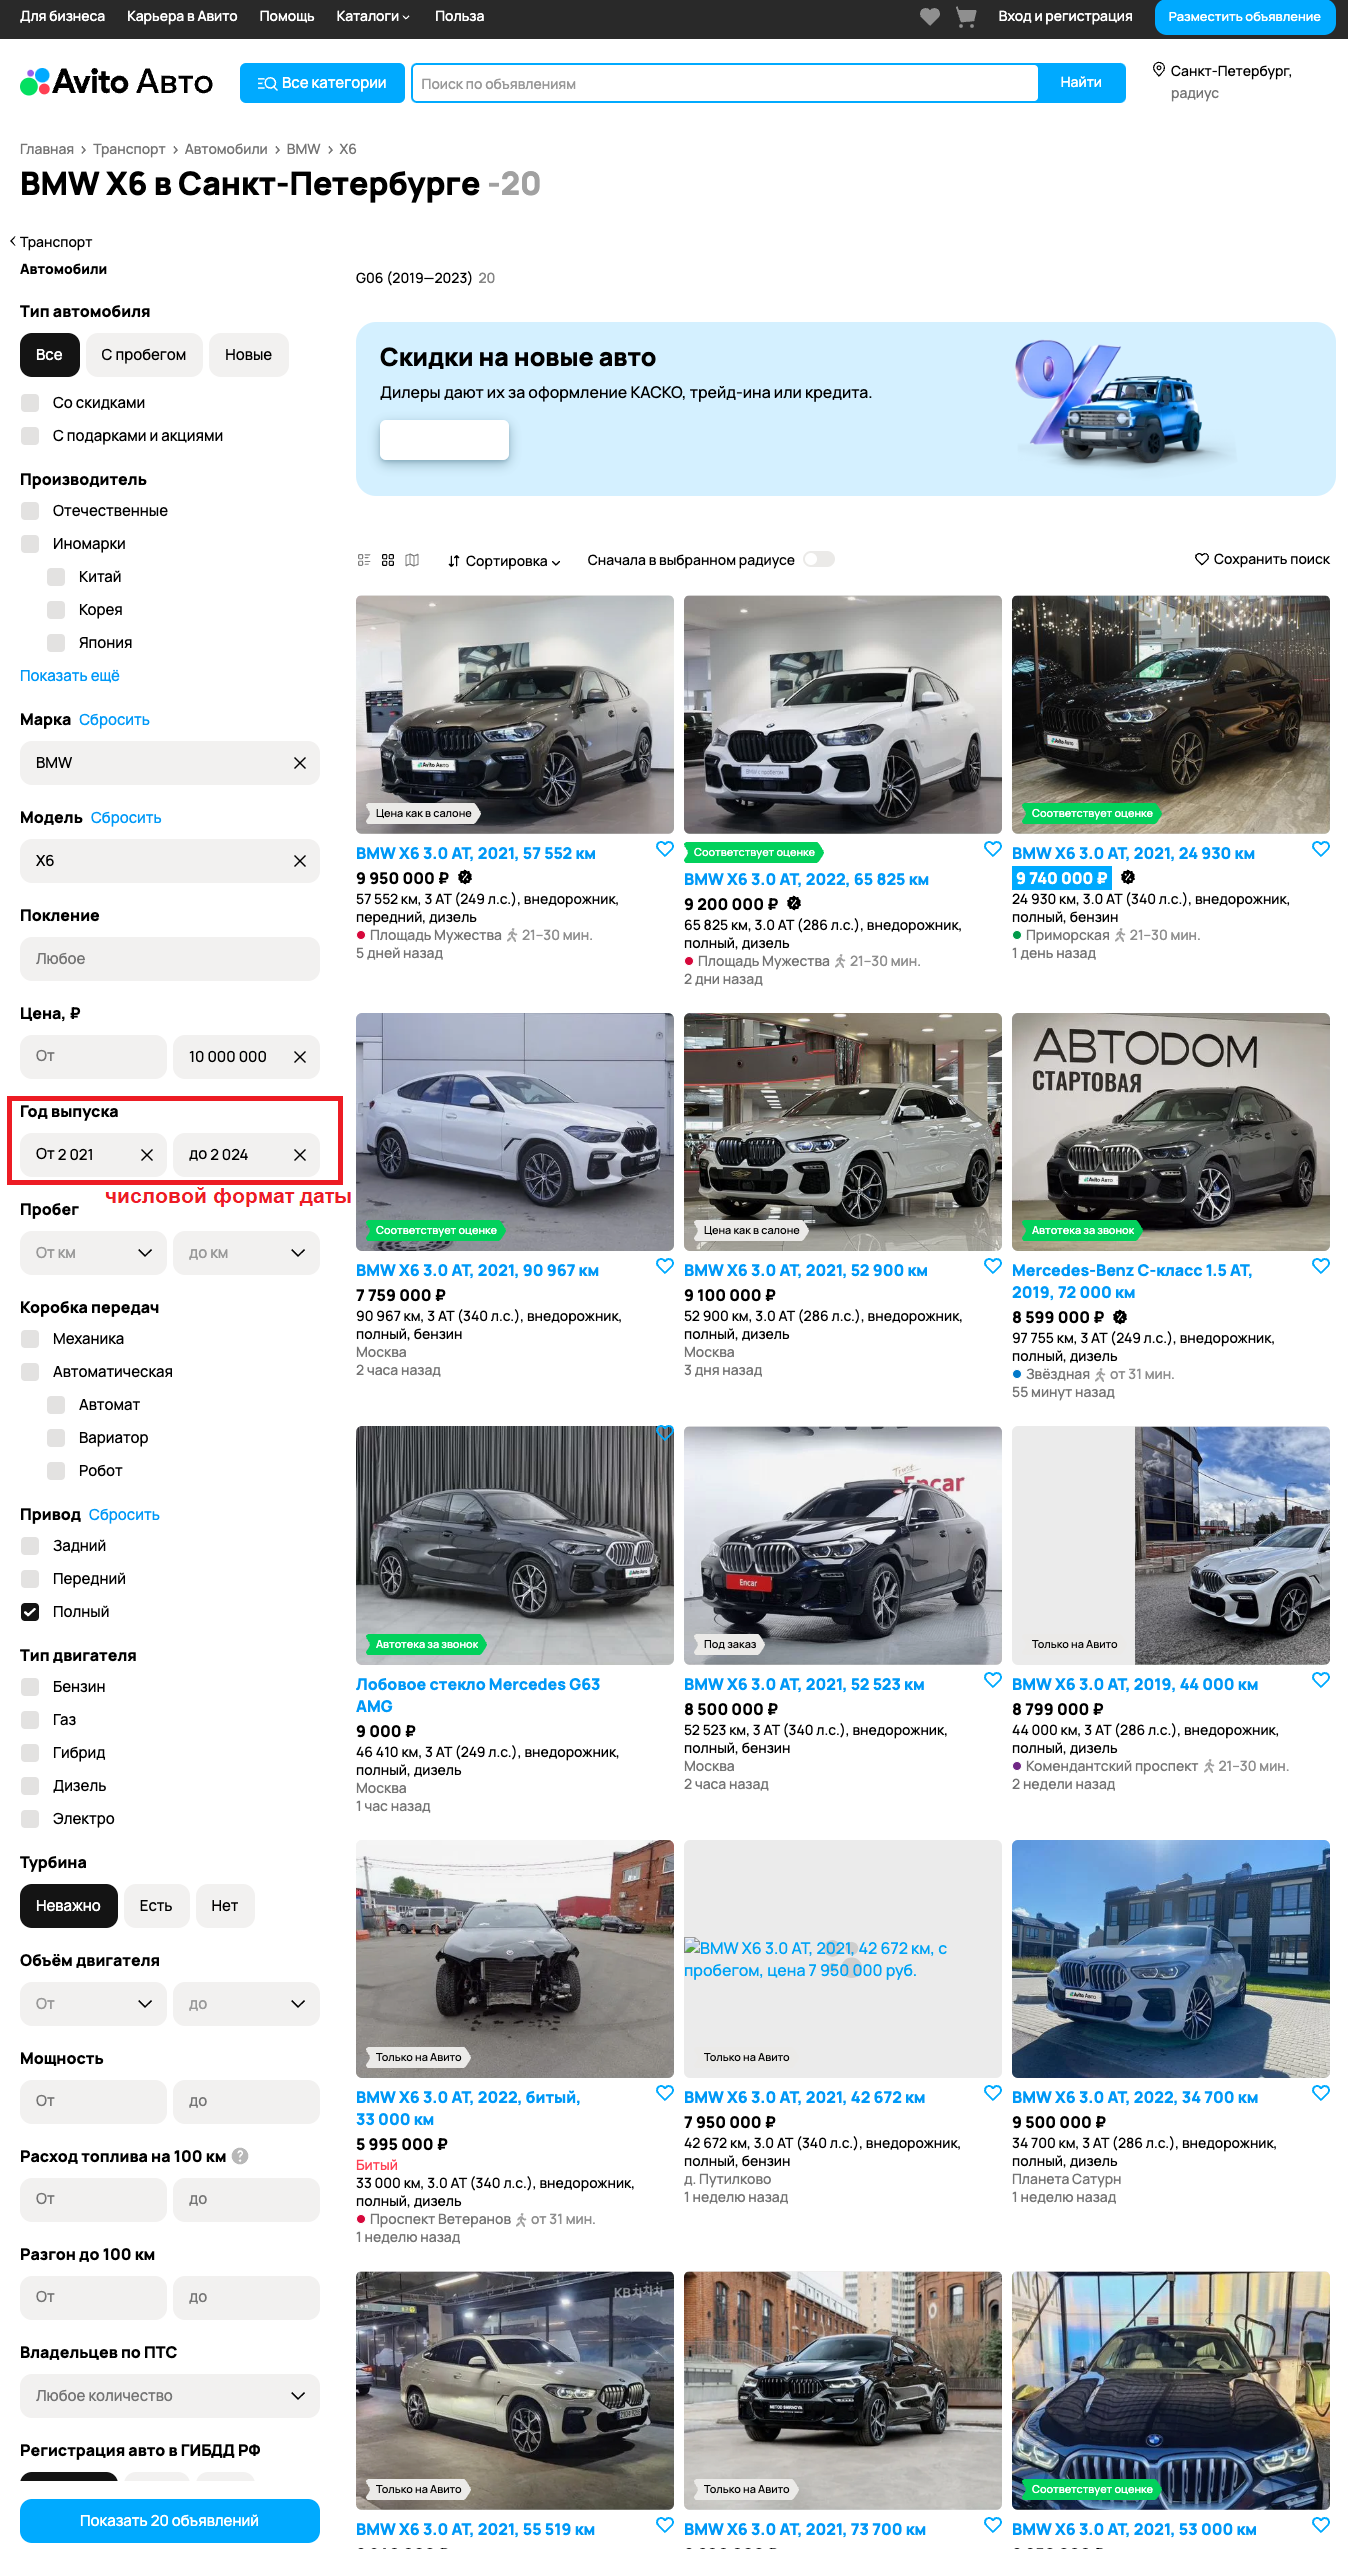 Для бизнеса Карьера в Авито Помощь Каталоги Польза Вход и регистрация Разместить объявление
Avito Авто Все категории Поиск по объявлениям Найти Санкт-Петербург,
радиус
Главная Транспорт Автомобили BMW X6
BMW X6 в Санкт-Петербурге -20
Транспорт
Автомобили
Тип автомобиля
Все С пробегом Новые
Со скидками
С подарками и акциями
Производитель
Отечественные
Иномарки
Китай
Корея
Япония
Показать ещё
Марка Сбросить
BMW
Модель Сбросить
X6
Покление
Любое
Цена, ₽
От 10 000 000
Год выпуска
От 2 021 до 2 024
числовой формат даты
Пробег
От км до км
Коробка передач
Механика
Автоматическая
Автомат
Вариатор
Робот
Привод Сбросить
Задний
Передний
Полный
Тип двигателя
Бензин
Газ
Гибрид
Дизель
Электро
Турбина
Неважно Есть Нет
Объём двигателя
От до
Мощность
От до
Расход топлива на 100 км ?
От до
Разгон до 100 км
От до
Владельцев по ПТС
Любое количество
Регистрация авто в ГИБДД РФ
Показать 20 объявлений
G06 (2019—2023) 20
Скидки на новые авто
Дилеры дают их за оформление КАСКО, трейд-ина или кредита.
%
Сортировка Сначала в выбранном радиусе Сохранить поиск
Avito Авто
Цена как в салоне
BMW X6 3.0 AT, 2021, 57 552 км
9 950 000 ₽
57 552 км, 3 AT (249 л.с.), внедорожник,
передний, дизель
Площадь Мужества 21–30 мин.
5 дней назад
Соответствует оценке
BMW X6 3.0 AT, 2022, 65 825 км
9 200 000 ₽
65 825 км, 3.0 AT (286 л.с.), внедорожник,
полный, дизель
Площадь Мужества 21–30 мин.
2 дни назад
Avito Авто
Соответствует оценке
BMW X6 3.0 AT, 2021, 24 930 км
9 740 000 ₽
24 930 км, 3.0 AT (340 л.с.), внедорожник,
полный, бензин
Приморская 21–30 мин.
1 день назад
Соответствует оценке
BMW X6 3.0 AT, 2021, 90 967 км
7 759 000 ₽
90 967 км, 3 AT (340 л.с.), внедорожник,
полный, бензин
Москва
2 часа назад
Цена как в салоне
BMW X6 3.0 AT, 2021, 52 900 км
9 100 000 ₽
52 900 км, 3.0 AT (286 л.с.), внедорожник,
полный, дизель
Москва
3 дня назад
АВТОDОМ
СТАРТОВАЯ
Avito Авто
Автотека за звонок
Mercedes-Benz C-класс 1.5 AT,
2019, 72 000 км
8 599 000 ₽
97 755 км, 3 AT (249 л.с.), внедорожник,
полный, дизель
Звёздная от 31 мин.
55 минут назад
Avito Авто
Автотека за звонок
Лобовое стекло Mercedes G63
AMG
9 000 ₽
46 410 км, 3 AT (249 л.с.), внедорожник,
полный, дизель
Москва
1 час назад
Encar
Encar
Под заказ
BMW X6 3.0 AT, 2021, 52 523 км
8 500 000 ₽
52 523 км, 3 AT (340 л.с.), внедорожник,
полный, бензин
Москва
2 часа назад
Только на Авито
BMW X6 3.0 AT, 2019, 44 000 км
8 799 000 ₽
44 000 км, 3 AT (286 л.с.), внедорожник,
полный, дизель
Комендантский проспект 21–30 мин.
2 недели назад
Только на Авито
BMW X6 3.0 AT, 2022, битый,
33 000 км
5 995 000 ₽
Битый
33 000 км, 3.0 AT (340 л.с.), внедорожник,
полный, дизель
Проспект Ветеранов от 31 мин.
1 неделю назад
BMW X6 3.0 AT, 2021, 42 672 км, с
пробегом, цена 7 950 000 руб.
Только на Авито
BMW X6 3.0 AT, 2021, 42 672 км
7 950 000 ₽
42 672 км, 3.0 AT (340 л.с.), внедорожник,
полный, бензин
д. Путилково
1 неделю назад
Avito Авто
BMW X6 3.0 AT, 2022, 34 700 км
9 500 000 ₽
34 700 км, 3 AT (286 л.с.), внедорожник,
полный, дизель
Планета Сатурн
1 неделю назад
Только на Авито
BMW X6 3.0 AT, 2021, 55 519 км
Только на Авито
BMW X6 3.0 AT, 2021, 73 700 км
Соответствует оценке
BMW X6 3.0 AT, 2021, 53 000 км